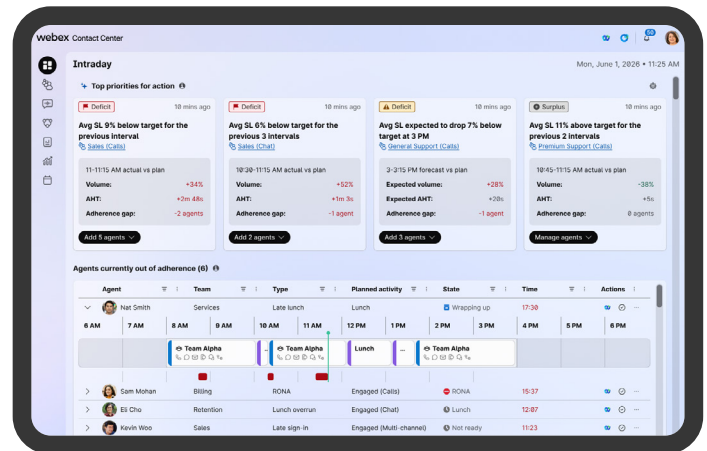 webex Contact Center
66
Intraday
Mon, June 1, 2026 • 11:25 AM
Top priorities for action
Deficit 10 mins ago
Avg SL 9% below target for the
previous interval
Sales (Calls)
11-11:15 AM actual vs plan
Volume: +34%
AHT: +2m 48s
Adherence gap: -2 agents
Add 5 agents
Deficit 10 mins ago
Avg SL 6% below target for the
previous 3 intervals
Sales (Chat)
10:30-11:15 AM actual vs plan
Volume: +52%
AHT: +1m 3s
Adherence gap: -1 agent
Add 2 agents
Deficit 10 mins ago
Avg SL expected to drop 7% below
target at 3 PM
General Support (Calls)
3-3:15 PM forecast vs plan
Expected volume: +28%
Expected AHT: +20s
Adherence gap: -1 agent
Add 3 agents
Surplus 10 mins ago
Avg SL 11% above target for the
previous 2 intervals
Premium Support (Calls)
10:45-11:15 AM actual vs plan
Volume: -38%
AHT: +5s
Adherence gap: 0 agents
Manage agents
Agents currently out of adherence (6)
Agent Team Type Planned activity State Time Actions
Nat Smith Services Late lunch Lunch Wrapping up 17:30
6 AM 7 AM 8 AM 9 AM 10 AM 11 AM 12 PM 1 PM 2 PM 3 PM 4 PM 5 PM 6 PM
Team Alpha ... Team Alpha Lunch ... Team Alpha
Sam Mohan Billing RONA Engaged (Calls) RONA 15:37
Eli Cho Retention Lunch overrun Engaged (Chat) Lunch 12:07
Kevin Woo Sales Late sign-in Engaged (Multi-channel) Not ready 11:23